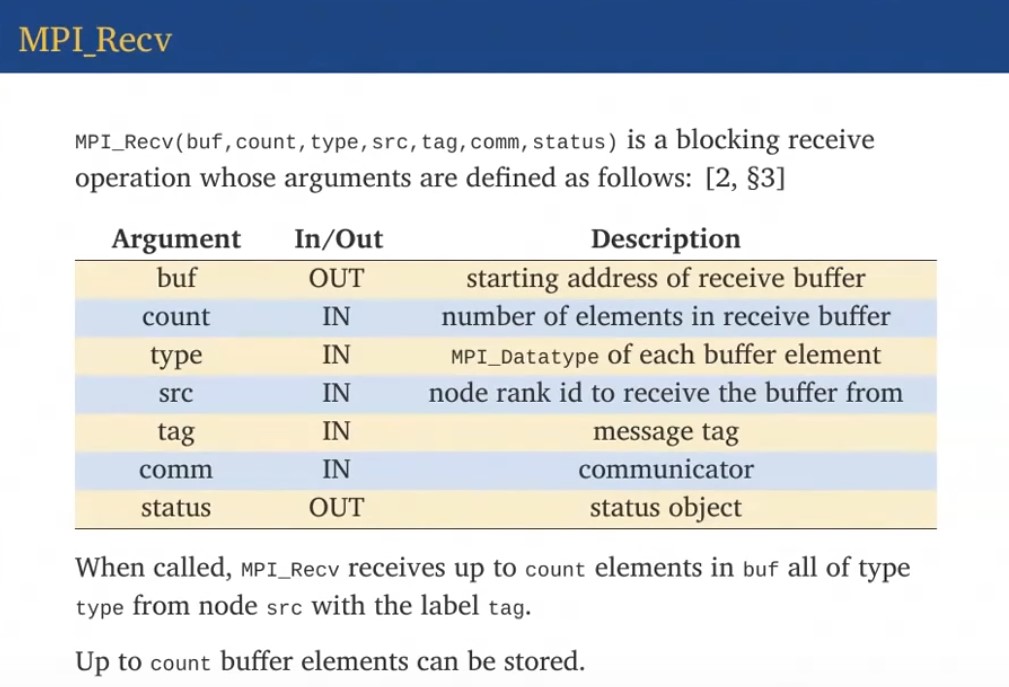 MPI_Recv
MPI_Recv(buf,count,type,src,tag,comm,status) is a blocking receive
operation whose arguments are defined as follows: [2, §3]
Argument In/Out Description
buf OUT starting address of receive buffer
count IN number of elements in receive buffer
type IN MPI_Datatype of each buffer element
src IN node rank id to receive the buffer from
tag IN message tag
comm IN communicator
status OUT status object
When called, MPI_Recv receives up to count elements in buf all of type
type from node src with the label tag.
Up to count buffer elements can be stored.